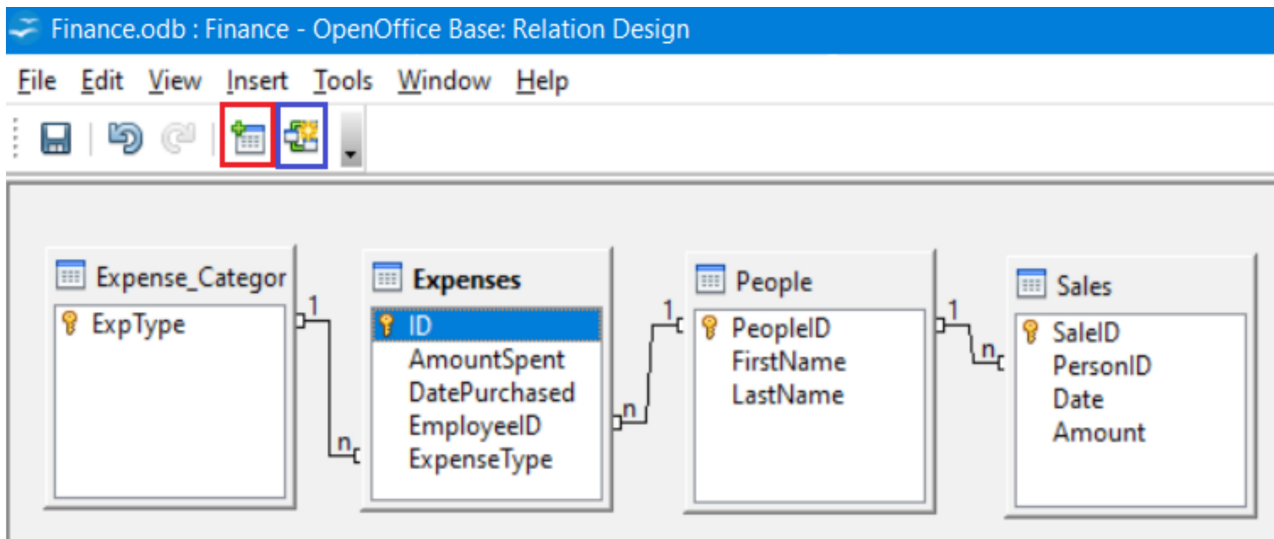 Finance.odb : Finance - OpenOffice Base: Relation Design
File Edit View Insert Tools Window Help
Expense_Categor
ExpType
1
n
Expenses
ID
AmountSpent
DatePurchased
EmployeeID
ExpenseType
n
1
People
PeopleID
FirstName
LastName
1
n
Sales
SaleID
PersonID
Date
Amount